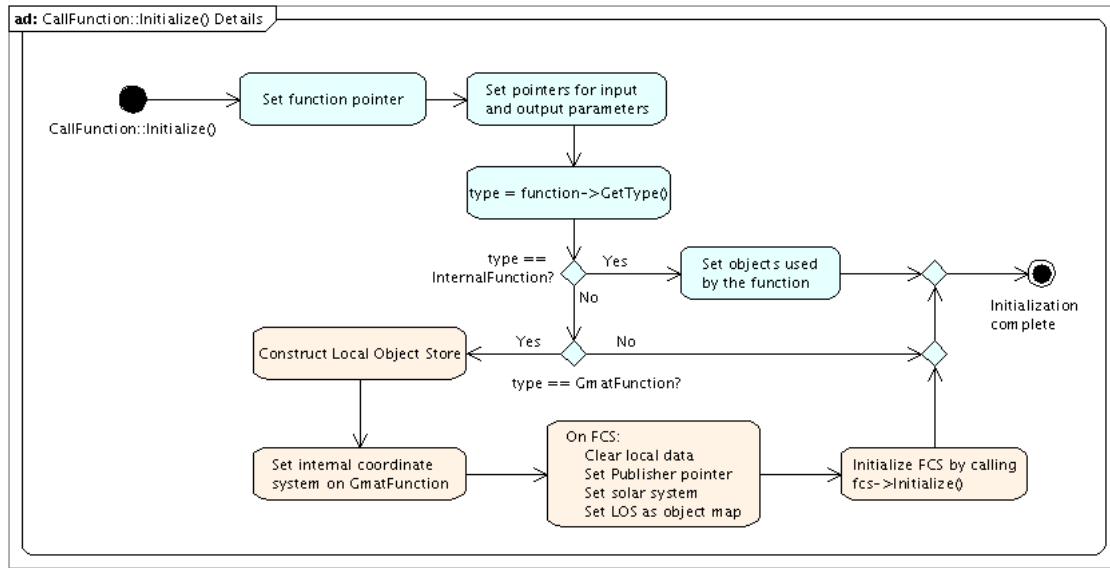 ad: CallFunction::Initialize() Details
Set function pointer
Set pointers for input
and output parameters
CallFunction::Initialize()
type = function->GetType()
type ==
InternalFunction?
Yes
Set objects used
by the function
No
Initialization
complete
Construct Local Object Store
Yes
No
type == GmatFunction?
Set internal coordinate
system on GmatFunction
On FCS:
Clear local data
Set Publisher pointer
Set solar system
Set LOS as object map
Initialize FCS by calling
fcs->Initialize()